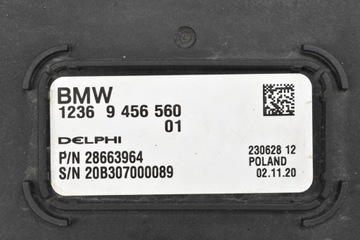 BMW
1236 9 456 560
01
DELPHI
P/N 28663964
S/N 20B307000089
230628 12
POLAND
02.11.20